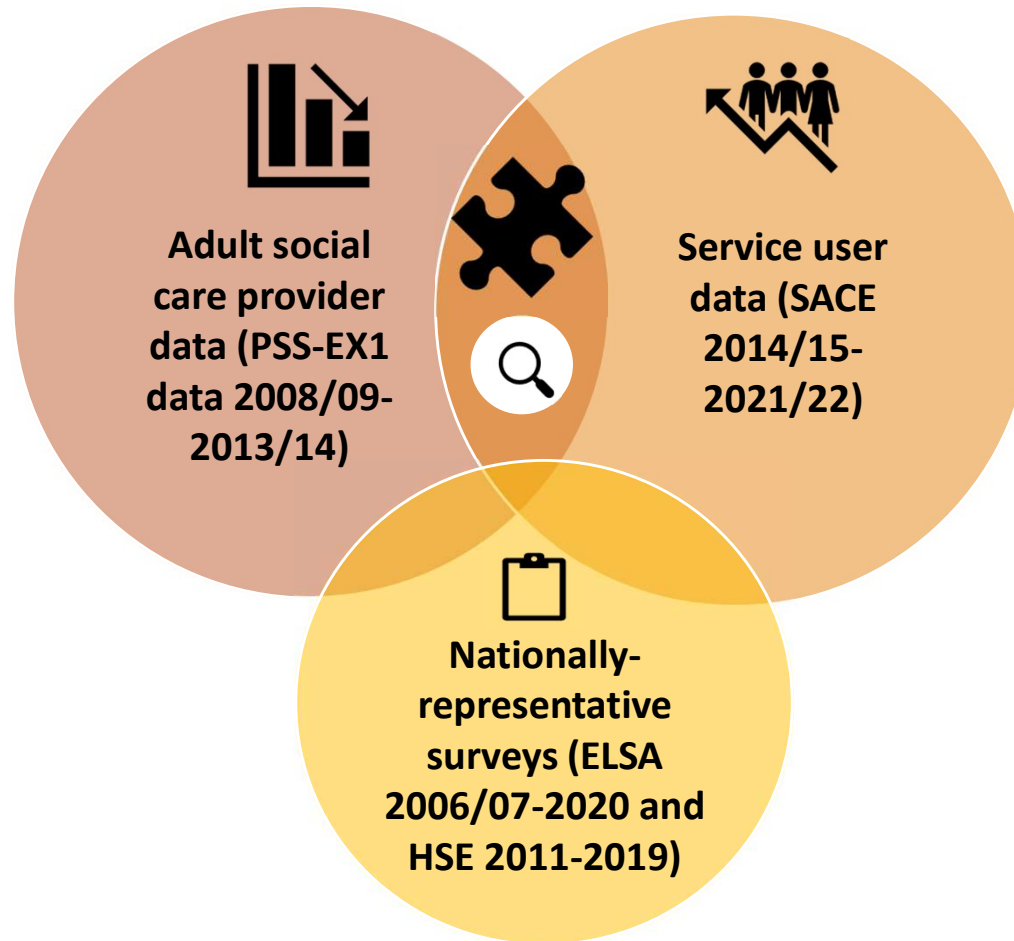 Adult social
care provider
data (PSS-EX1
data 2008/09-
2013/14)
Service user
data (SACE
2014/15-
2021/22)
Nationally-
representative
surveys (ELSA
2006/07-2020 and
HSE 2011-2019)